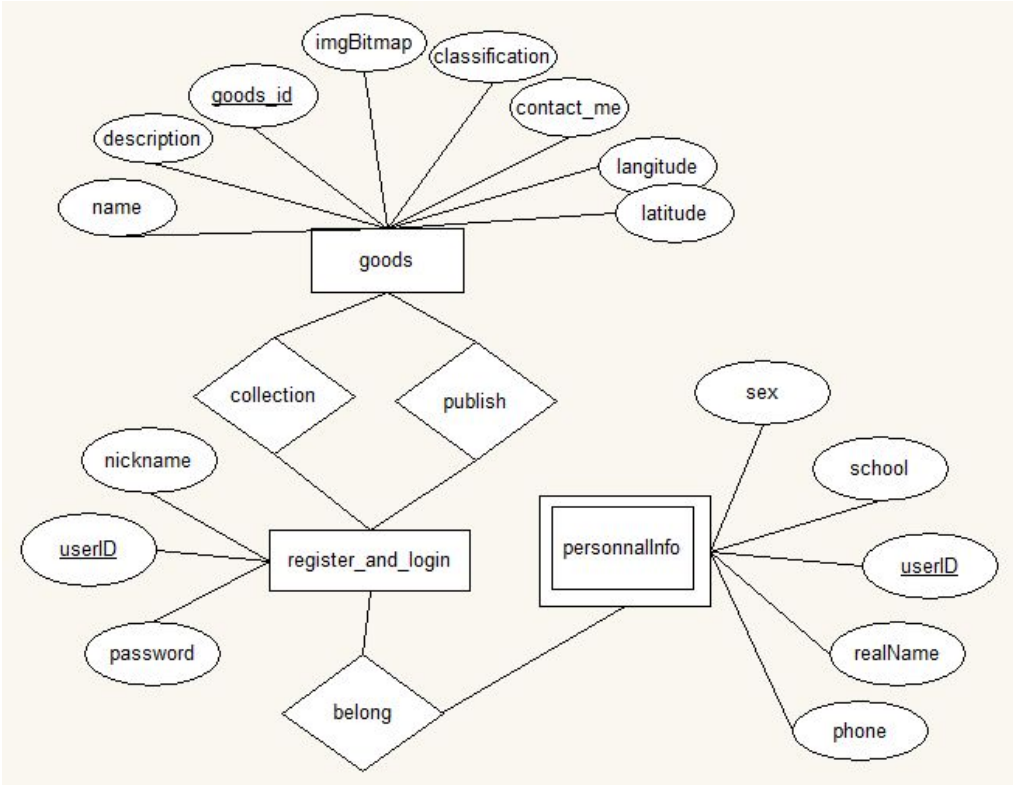 imgBitmap
classification
goods_id
contact_me
description
langitude
name
latitude
goods
collection
publish
sex
nickname
school
userID
register_and_login
personnalInfo
userID
password
realName
belong
phone